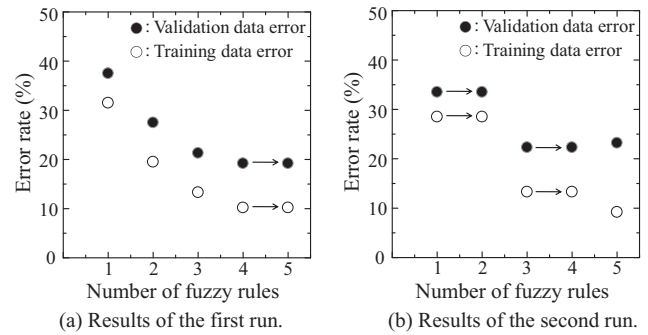 50
40
30
20
10
Error rate (%)
●: Validation data error
○: Training data error
1 2 3 4 5
Number of fuzzy rules
(a) Results of the first run.
50
40
30
20
10
Error rate (%)
●: Validation data error
○: Training data error
1 2 3 4 5
Number of fuzzy rules
(b) Results of the second run.